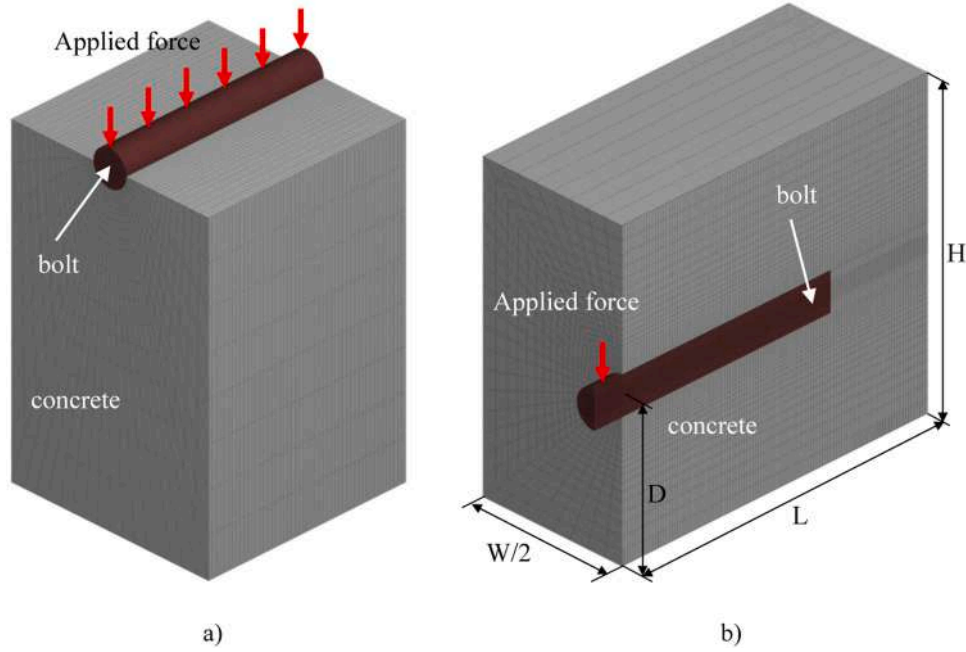 Applied force
bolt
concrete
a)
bolt
H
Applied force
concrete
D
L
W/2
b)